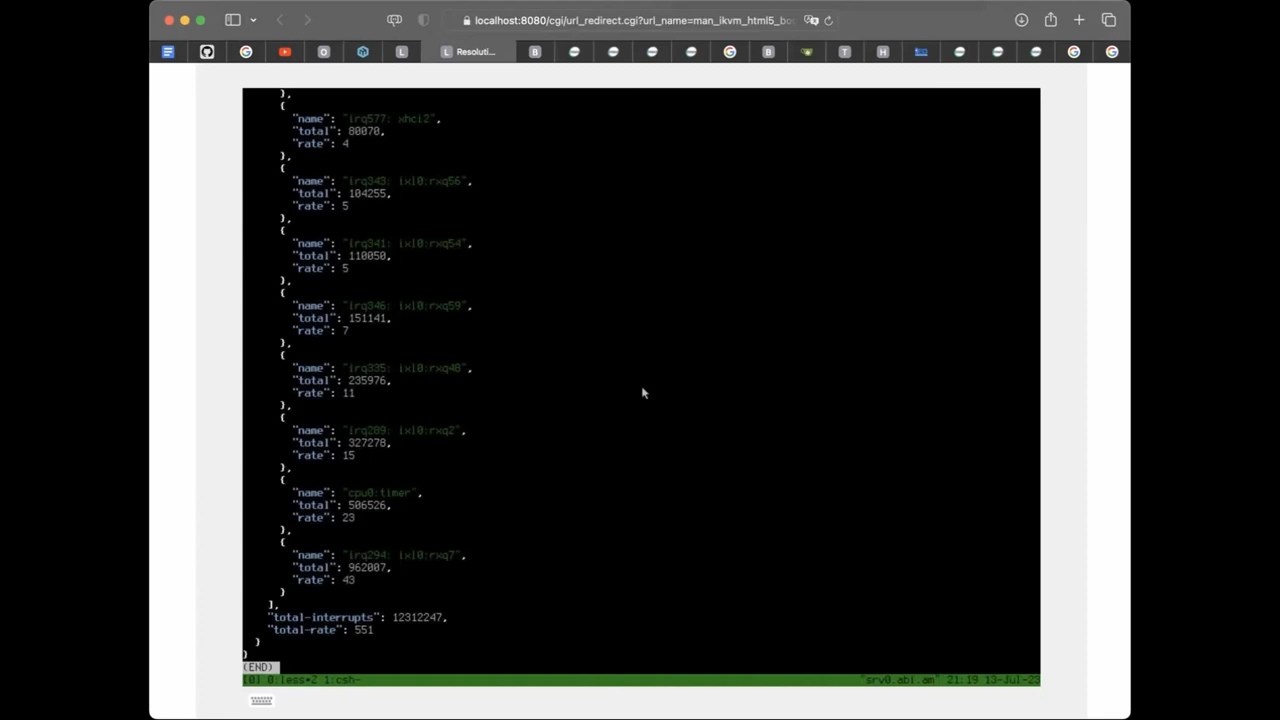 localhost:8080/cgi/url_redirect.cgi?url_name=man_ikvm_html5_bo
Resoluti...
},
{
"name": "irq577: xhci2",
"total": 80070,
"rate": 4
},
{
"name": "irq343: ixl0:rxq56",
"total": 104255,
"rate": 5
},
{
"name": "irq341: ixl0:rxq54",
"total": 110050,
"rate": 5
},
{
"name": "irq346: ixl0:rxq59",
"total": 151141,
"rate": 7
},
{
"name": "irq335: ixl0:rxq48",
"total": 235976,
"rate": 11
},
{
"name": "irq289: ixl0:rxq2",
"total": 327278,
"rate": 15
},
{
"name": "cpu0:timer",
"total": 506526,
"rate": 23
},
{
"name": "irq294: ixl0:rxq7",
"total": 962007,
"rate": 43
}
],
"total-interrupts": 12312247,
"total-rate": 551
}
}
(END)
[0] 0:less*Z 1:csh- "srv0.abi.am" 21:19 13-Jul-23